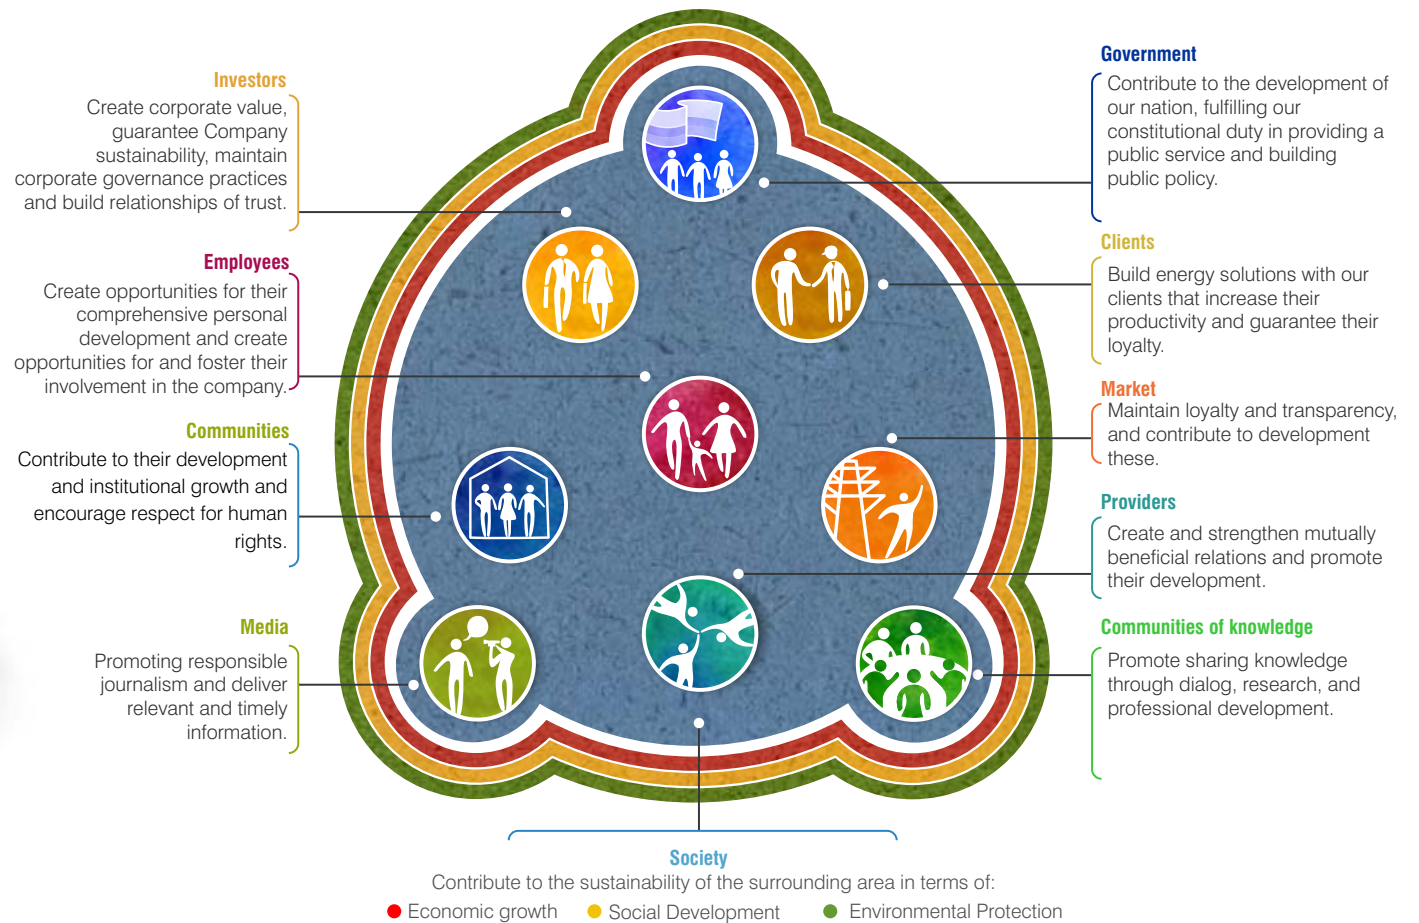 Investors
Create corporate value,
guarantee Company
sustainability, maintain
corporate governance practices
and build relationships of trust.
Employees
Create opportunities for their
comprehensive personal
development and create
opportunities for and foster their
involvement in the company.
Communities
Contribute to their development
and institutional growth and
encourage respect for human
rights.
Media
Promoting responsible
journalism and deliver
relevant and timely
information.
Government
Contribute to the development of
our nation, fulfilling our
constitutional duty in providing a
public service and building
public policy.
Clients
Build energy solutions with our
clients that increase their
productivity and guarantee their
loyalty.
Market
Maintain loyalty and transparency,
and contribute to development
these.
Providers
Create and strengthen mutually
beneficial relations and promote
their development.
Communities of knowledge
Promote sharing knowledge
through dialog, research, and
professional development.
Society
Contribute to the sustainability of the surrounding area in terms of:
Economic growth Social Development Environmental Protection